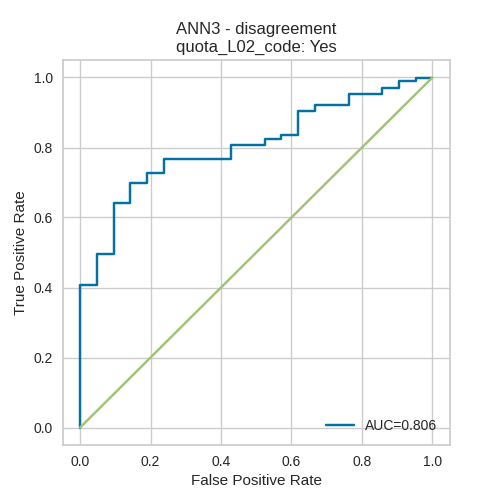 ANN3 - disagreement
quota_L02_code: Yes
1.0
0.8
0.6
0.4
0.2
0.0
True Positive Rate
AUC=0.806
0.0 0.2 0.4 0.6 0.8 1.0
False Positive Rate